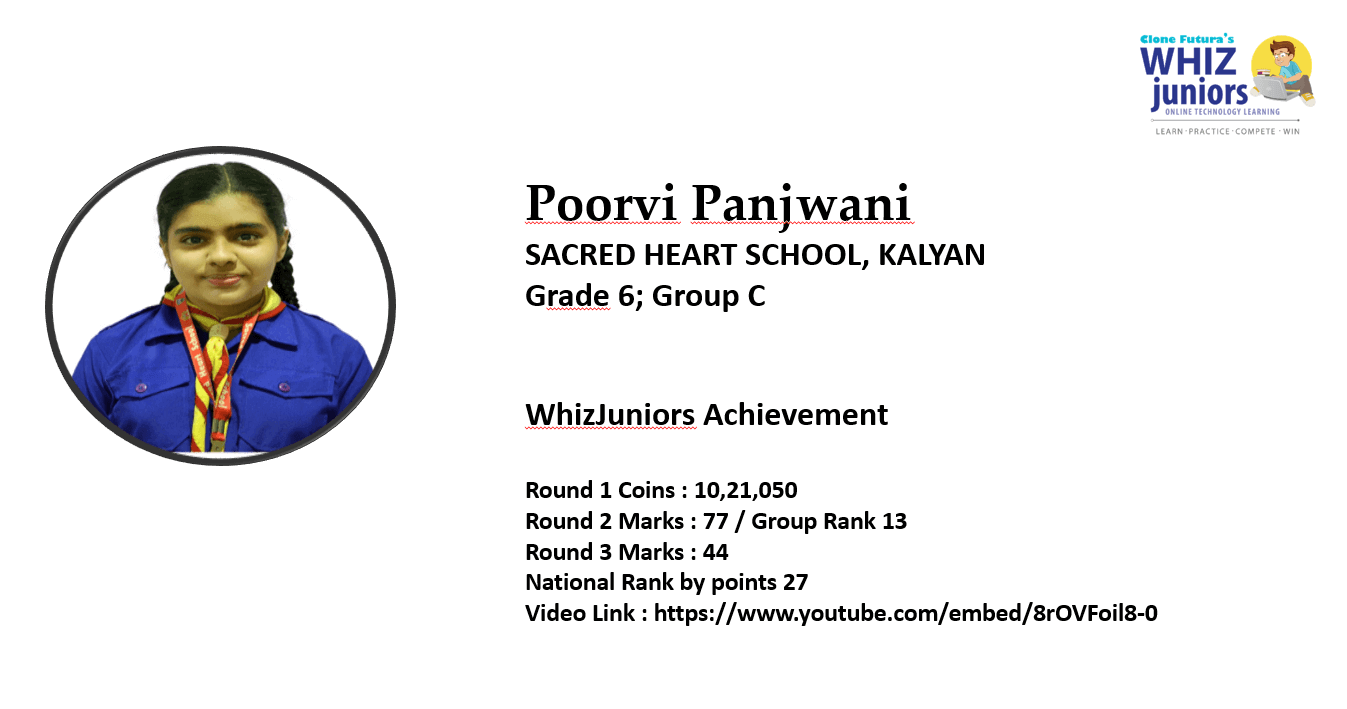 Clone Futura's
WHIZ
juniors
ONLINE TECHNOLOGY LEARNING
LEARN · PRACTICE · COMPETE · WIN
Poorvi Panjwani
SACRED HEART SCHOOL, KALYAN
Grade 6; Group C
WhizJuniors Achievement
Round 1 Coins : 10,21,050
Round 2 Marks : 77 / Group Rank 13
Round 3 Marks : 44
National Rank by points 27
Video Link : https://www.youtube.com/embed/8rOVFoil8-0
Heart School